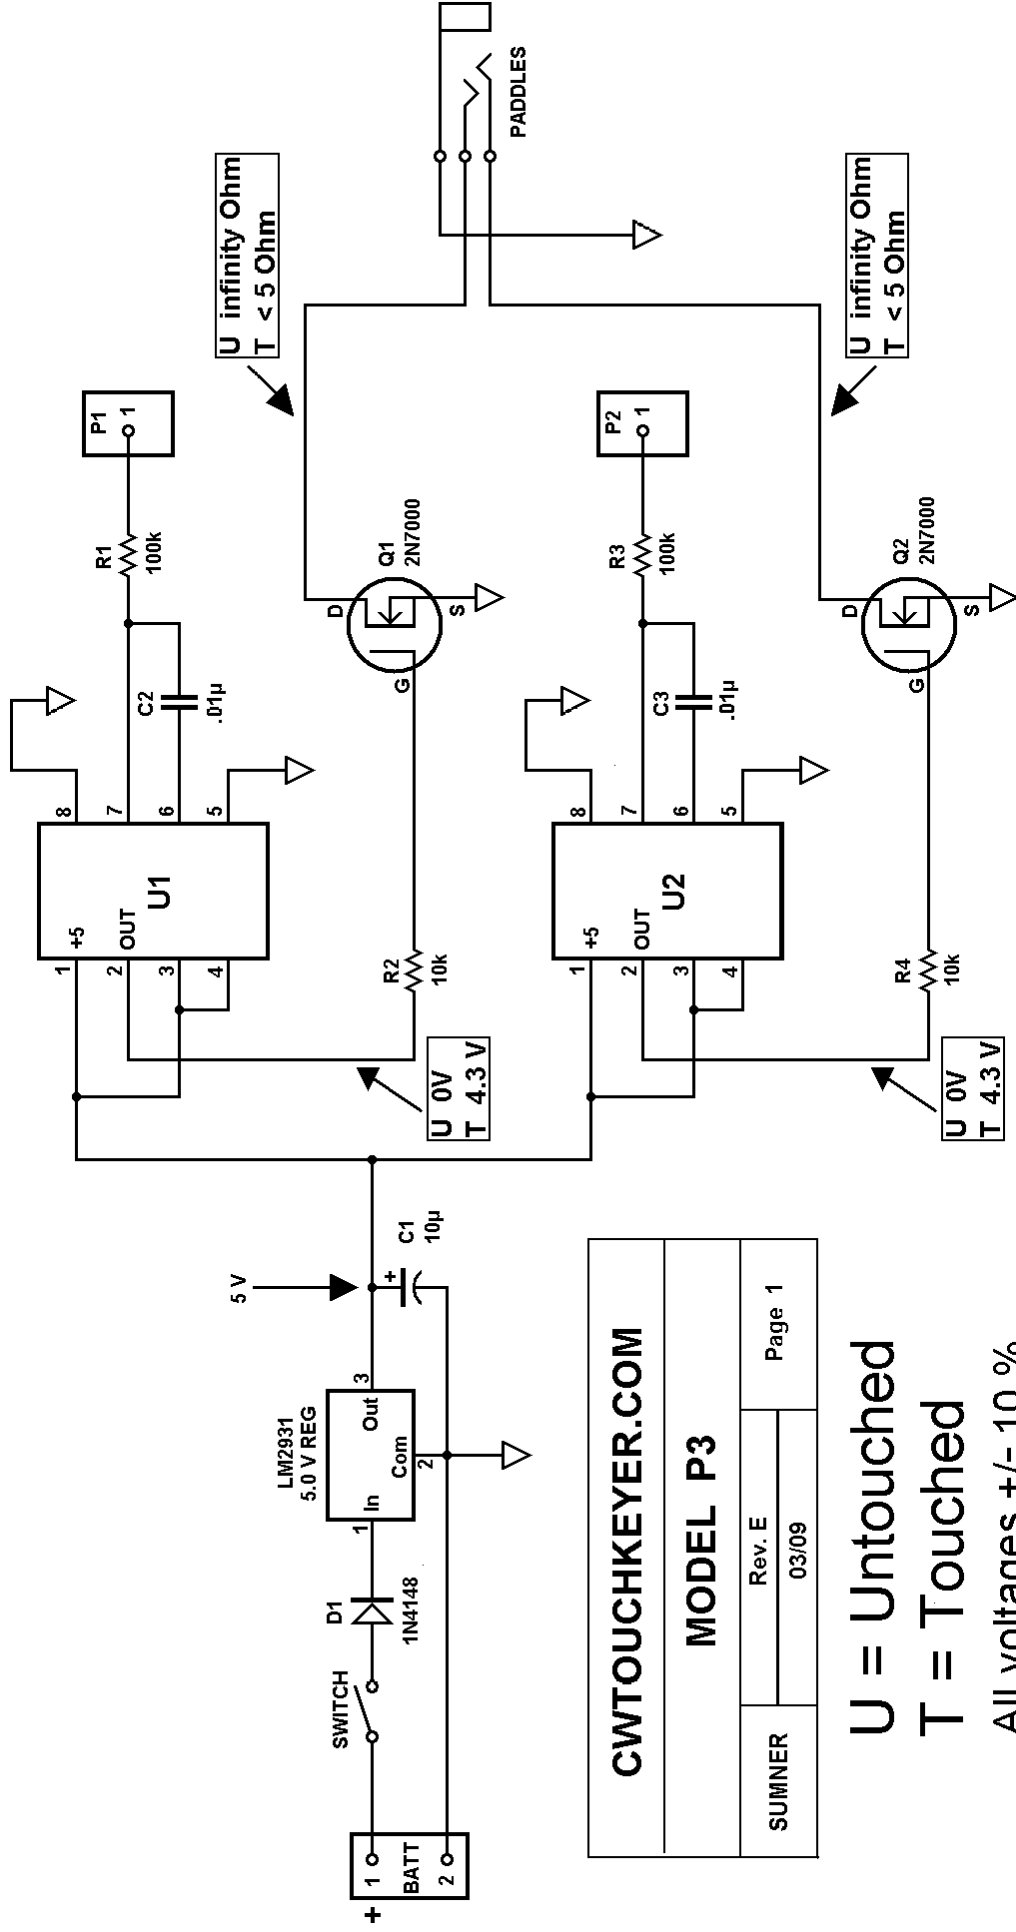 +
1
BATT
2
SWITCH
D1
1N4148
LM2931
5.0 V REG
1
In
Out
3
Com
2
5 V
+
C1
10µ
1
+5
2
OUT
3
4
U1
8
7
6
5
C2
.01µ
R1
100k
P1
1
U 0V
T 4.3 V
R2
10k
G
D
S
Q1
2N7000
U infinity Ohm
T < 5 Ohm
PADDLES
1
+5
2
OUT
3
4
U2
8
7
6
5
C3
.01µ
R3
100k
P2
1
U 0V
T 4.3 V
R4
10k
G
D
S
Q2
2N7000
U infinity Ohm
T < 5 Ohm
CWTOUCHKEYER.COM
MODEL P3
SUMNER
Rev. E
03/09
Page 1
U = Untouched
T = Touched
All voltages +/- 10 %